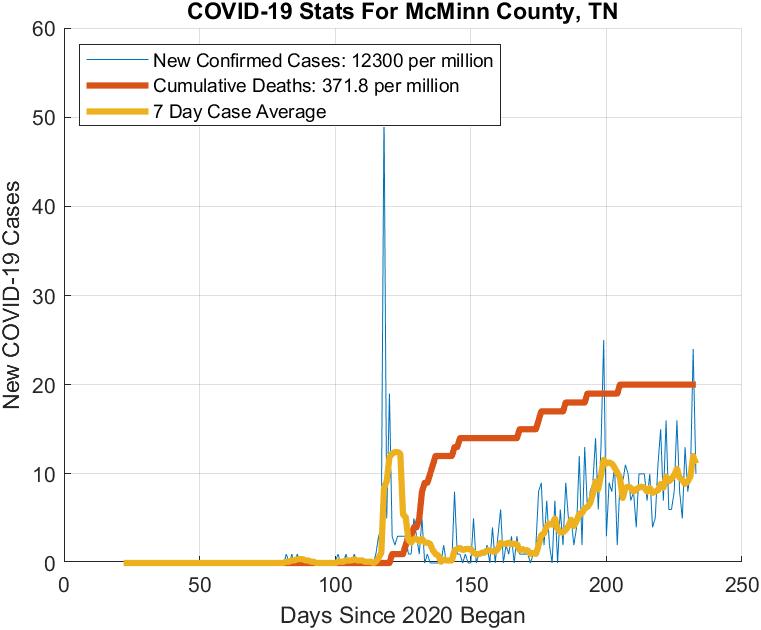 COVID-19 Stats For McMinn County, TN
New Confirmed Cases: 12300 per million
Cumulative Deaths: 371.8 per million
7 Day Case Average
New COVID-19 Cases
60
50
40
30
20
10
0
0 50 100 150 200 250
Days Since 2020 Began